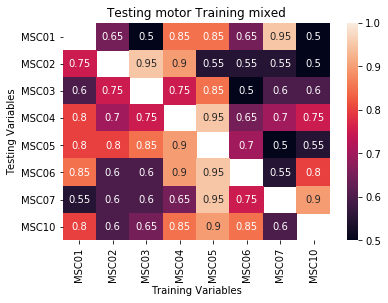 Testing motor Training mixed
Testing Variables
MSC01 0.65 0.5 0.85 0.85 0.65 0.95 0.5
MSC02 0.75 0.95 0.9 0.55 0.55 0.55 0.5
MSC03 0.6 0.75 0.75 0.85 0.5 0.6 0.6
MSC04 0.8 0.7 0.75 0.95 0.65 0.7 0.75
MSC05 0.8 0.8 0.85 0.9 0.7 0.5 0.55
MSC06 0.85 0.6 0.6 0.9 0.95 0.55 0.8
MSC07 0.55 0.6 0.6 0.65 0.95 0.75 0.9
MSC10 0.8 0.6 0.65 0.85 0.9 0.85 0.6
MSC01 MSC02 MSC03 MSC04 MSC05 MSC06 MSC07 MSC10
Training Variables
1.0
0.9
0.8
0.7
0.6
0.5